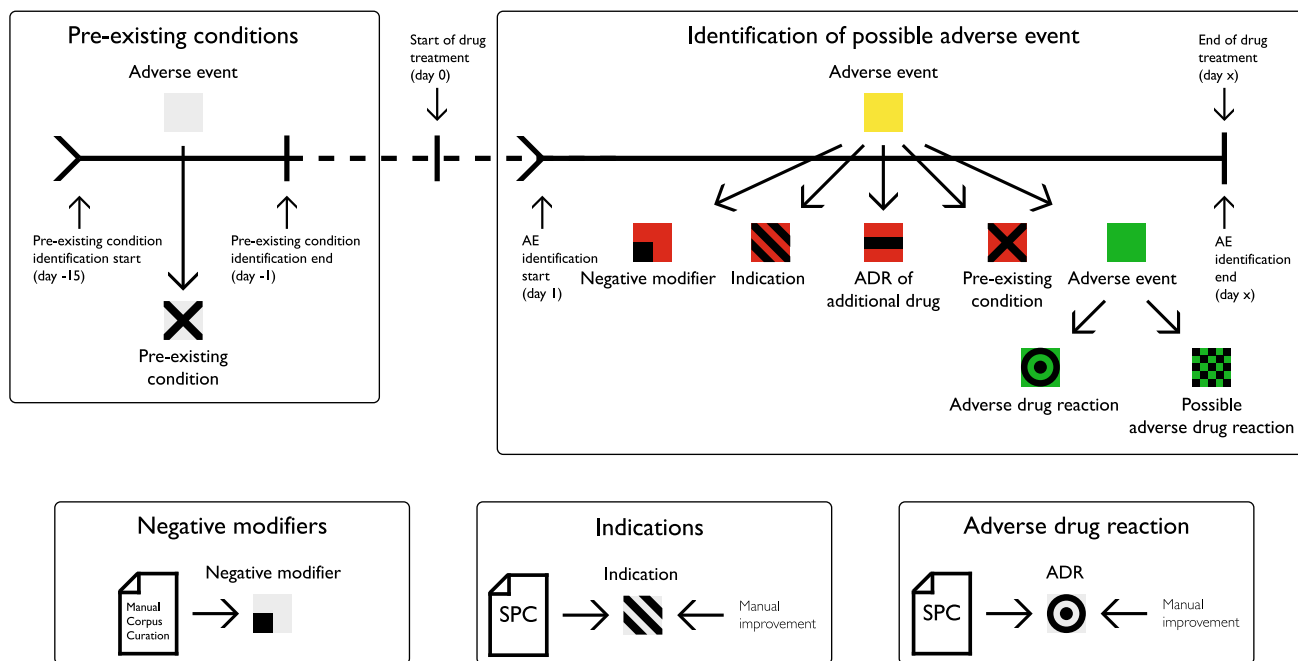 Pre-existing conditions
Adverse event
Pre-existing condition
identification start
(day -15)
Pre-existing condition
identification end
(day -1)
Pre-existing
condition
Start of drug
treatment
(day 0)
Identification of possible adverse event
Adverse event
End of drug
treatment
(day x)
AE
identification
start
(day 1)
Negative modifier
Indication
ADR of
additional drug
Pre-existing
condition
Adverse event
AE
identification
end
(day x)
Adverse drug reaction
Possible
adverse drug reaction
Negative modifiers
Manual
Corpus
Curation
Negative modifier
Indications
SPC
Indication
Manual
improvement
Adverse drug reaction
SPC
ADR
Manual
improvement